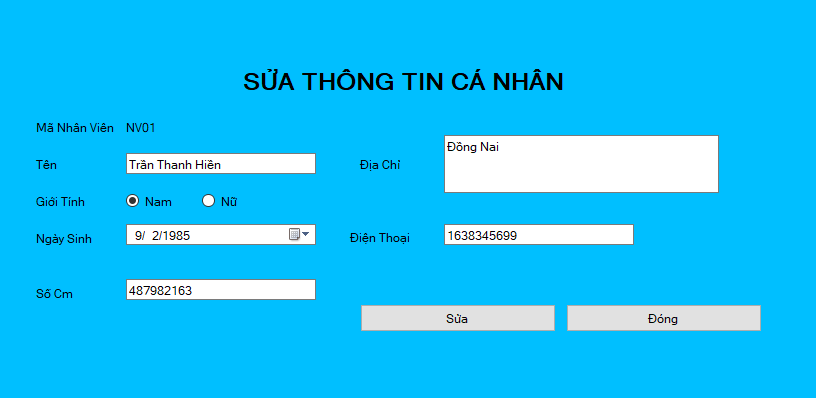 SỬA THÔNG TIN CÁ NHÂN
Mã Nhân Viên NV01
Tên Trần Thanh Hiền
Địa Chỉ Đồng Nai
Giới Tính Nam Nữ
Ngày Sinh 9/ 2/1985
Điện Thoại 1638345699
Số Cm 487982163
Sửa Đóng